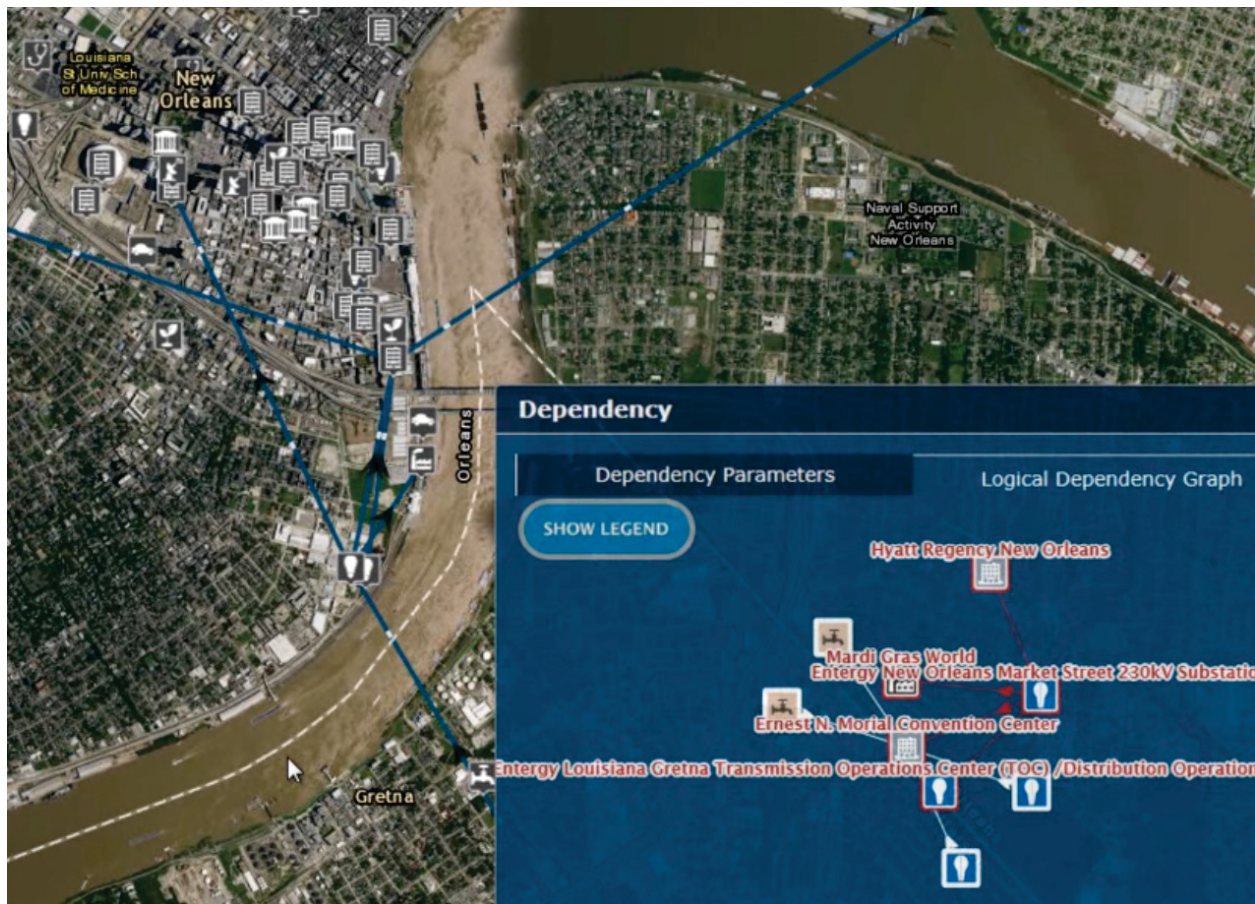 Louisiana
St Univ Sch
of Medicine
New
Orleans
Naval Support
Activity
New Orleans
Orleans
Gretna
Dependency
Dependency Parameters
Logical Dependency Graph
SHOW LEGEND
Hyatt Regency New Orleans
Mardi Gras World
Entergy New Orleans Market Street 230kV Substatio
Ernest N. Morial Convention Center
Entergy Louisiana Gretna Transmission Operations Center (TOC) /Distribution Operation